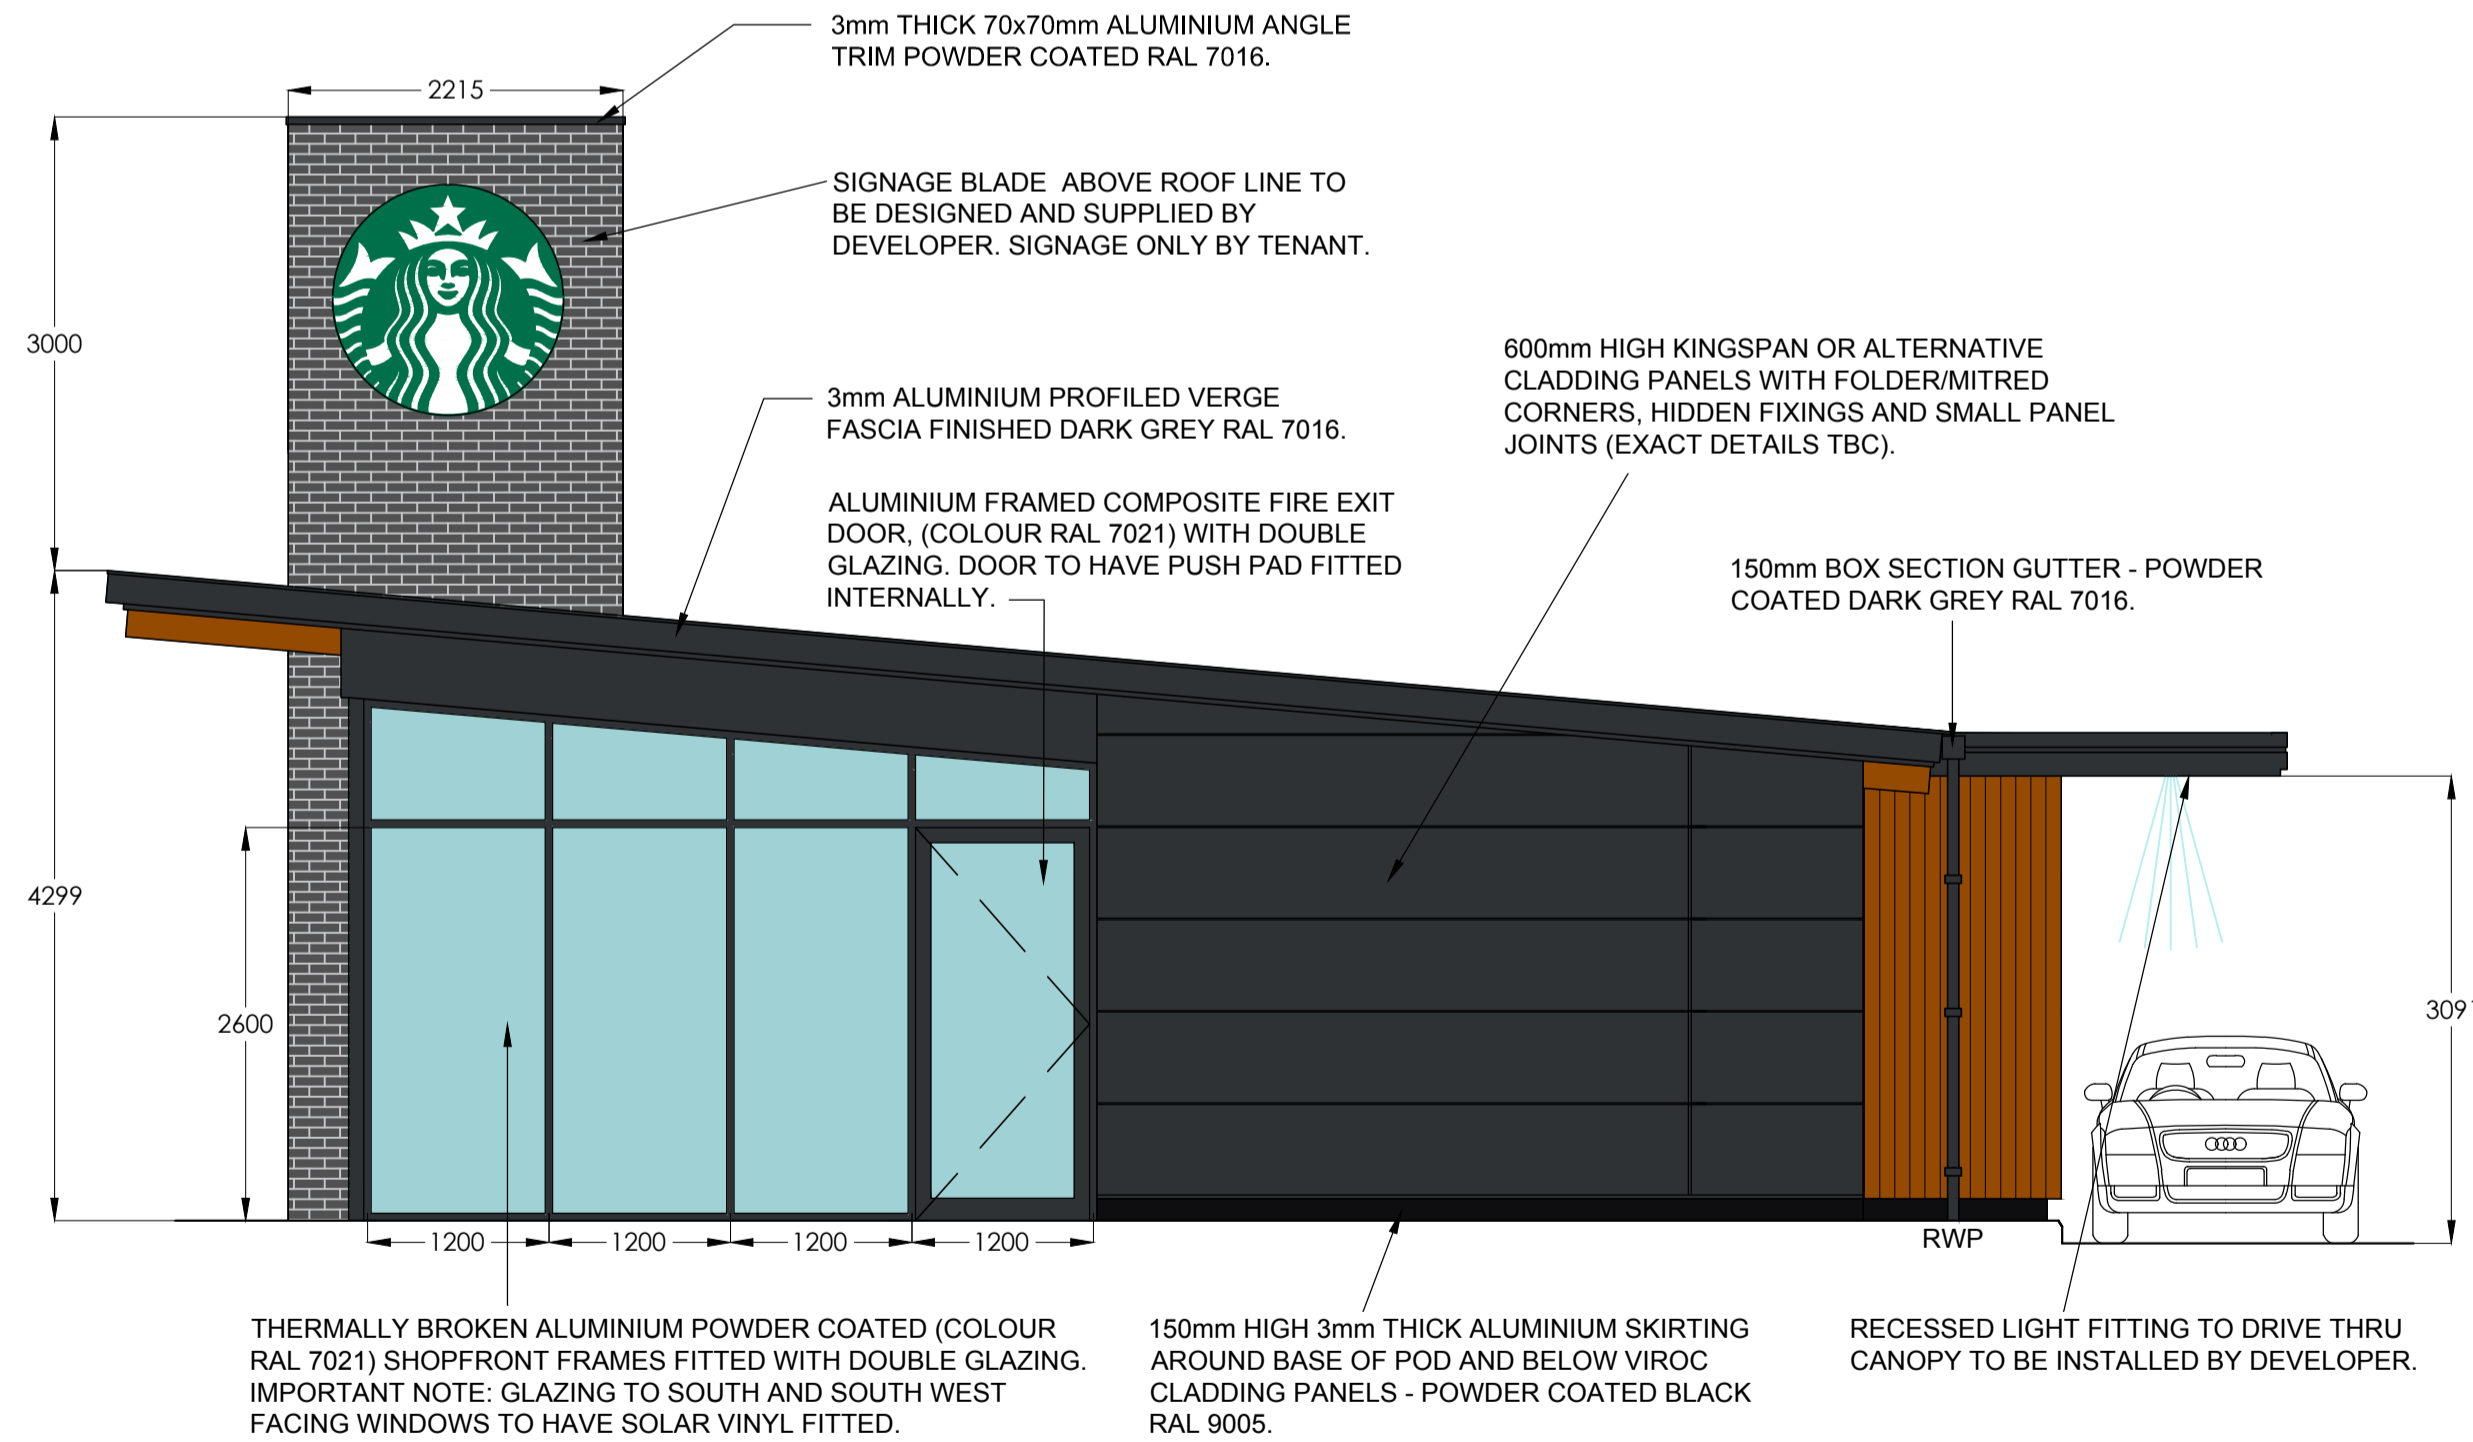 3mm THICK 70x70mm ALUMINIUM ANGLE
TRIM POWDER COATED RAL 7016.
2215
SIGNAGE BLADE ABOVE ROOF LINE TO
BE DESIGNED AND SUPPLIED BY
DEVELOPER. SIGNAGE ONLY BY TENANT.
3000
600mm HIGH KINGSPAN OR ALTERNATIVE
CLADDING PANELS WITH FOLDER/MITRED
CORNERS, HIDDEN FIXINGS AND SMALL PANEL
JOINTS (EXACT DETAILS TBC).
3mm ALUMINIUM PROFILED VERGE
FASCIA FINISHED DARK GREY RAL 7016.
ALUMINIUM FRAMED COMPOSITE FIRE EXIT
DOOR, (COLOUR RAL 7021) WITH DOUBLE
GLAZING. DOOR TO HAVE PUSH PAD FITTED
INTERNALLY.
150mm BOX SECTION GUTTER - POWDER
COATED DARK GREY RAL 7016.
4299
2600
309
1200
1200
1200
1200
RWP
THERMALLY BROKEN ALUMINIUM POWDER COATED (COLOUR
RAL 7021) SHOPFRONT FRAMES FITTED WITH DOUBLE GLAZING.
IMPORTANT NOTE: GLAZING TO SOUTH AND SOUTH WEST
FACING WINDOWS TO HAVE SOLAR VINYL FITTED.
150mm HIGH 3mm THICK ALUMINIUM SKIRTING
AROUND BASE OF POD AND BELOW VIROC
CLADDING PANELS - POWDER COATED BLACK
RAL 9005.
RECESSED LIGHT FITTING TO DRIVE THRU
CANOPY TO BE INSTALLED BY DEVELOPER.